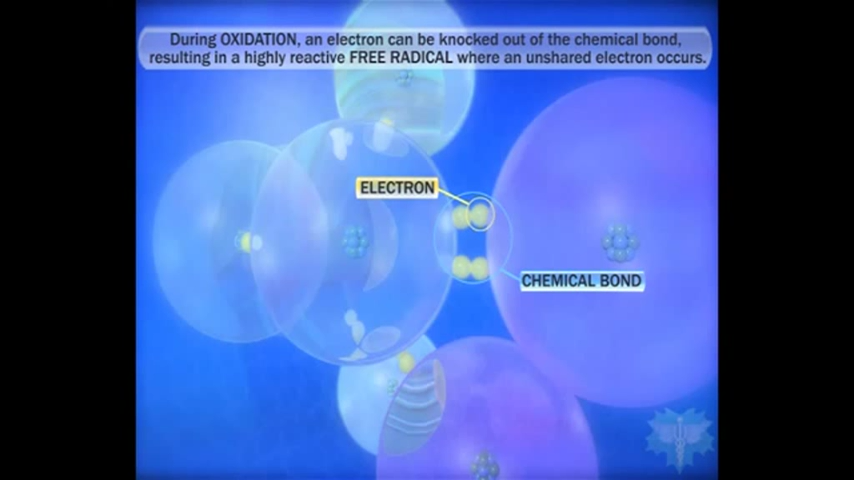 During OXIDATION, an electron can be knocked out of the chemical bond,
resulting in a highly reactive FREE RADICAL where an unshared electron occurs.
ELECTRON
CHEMICAL BOND